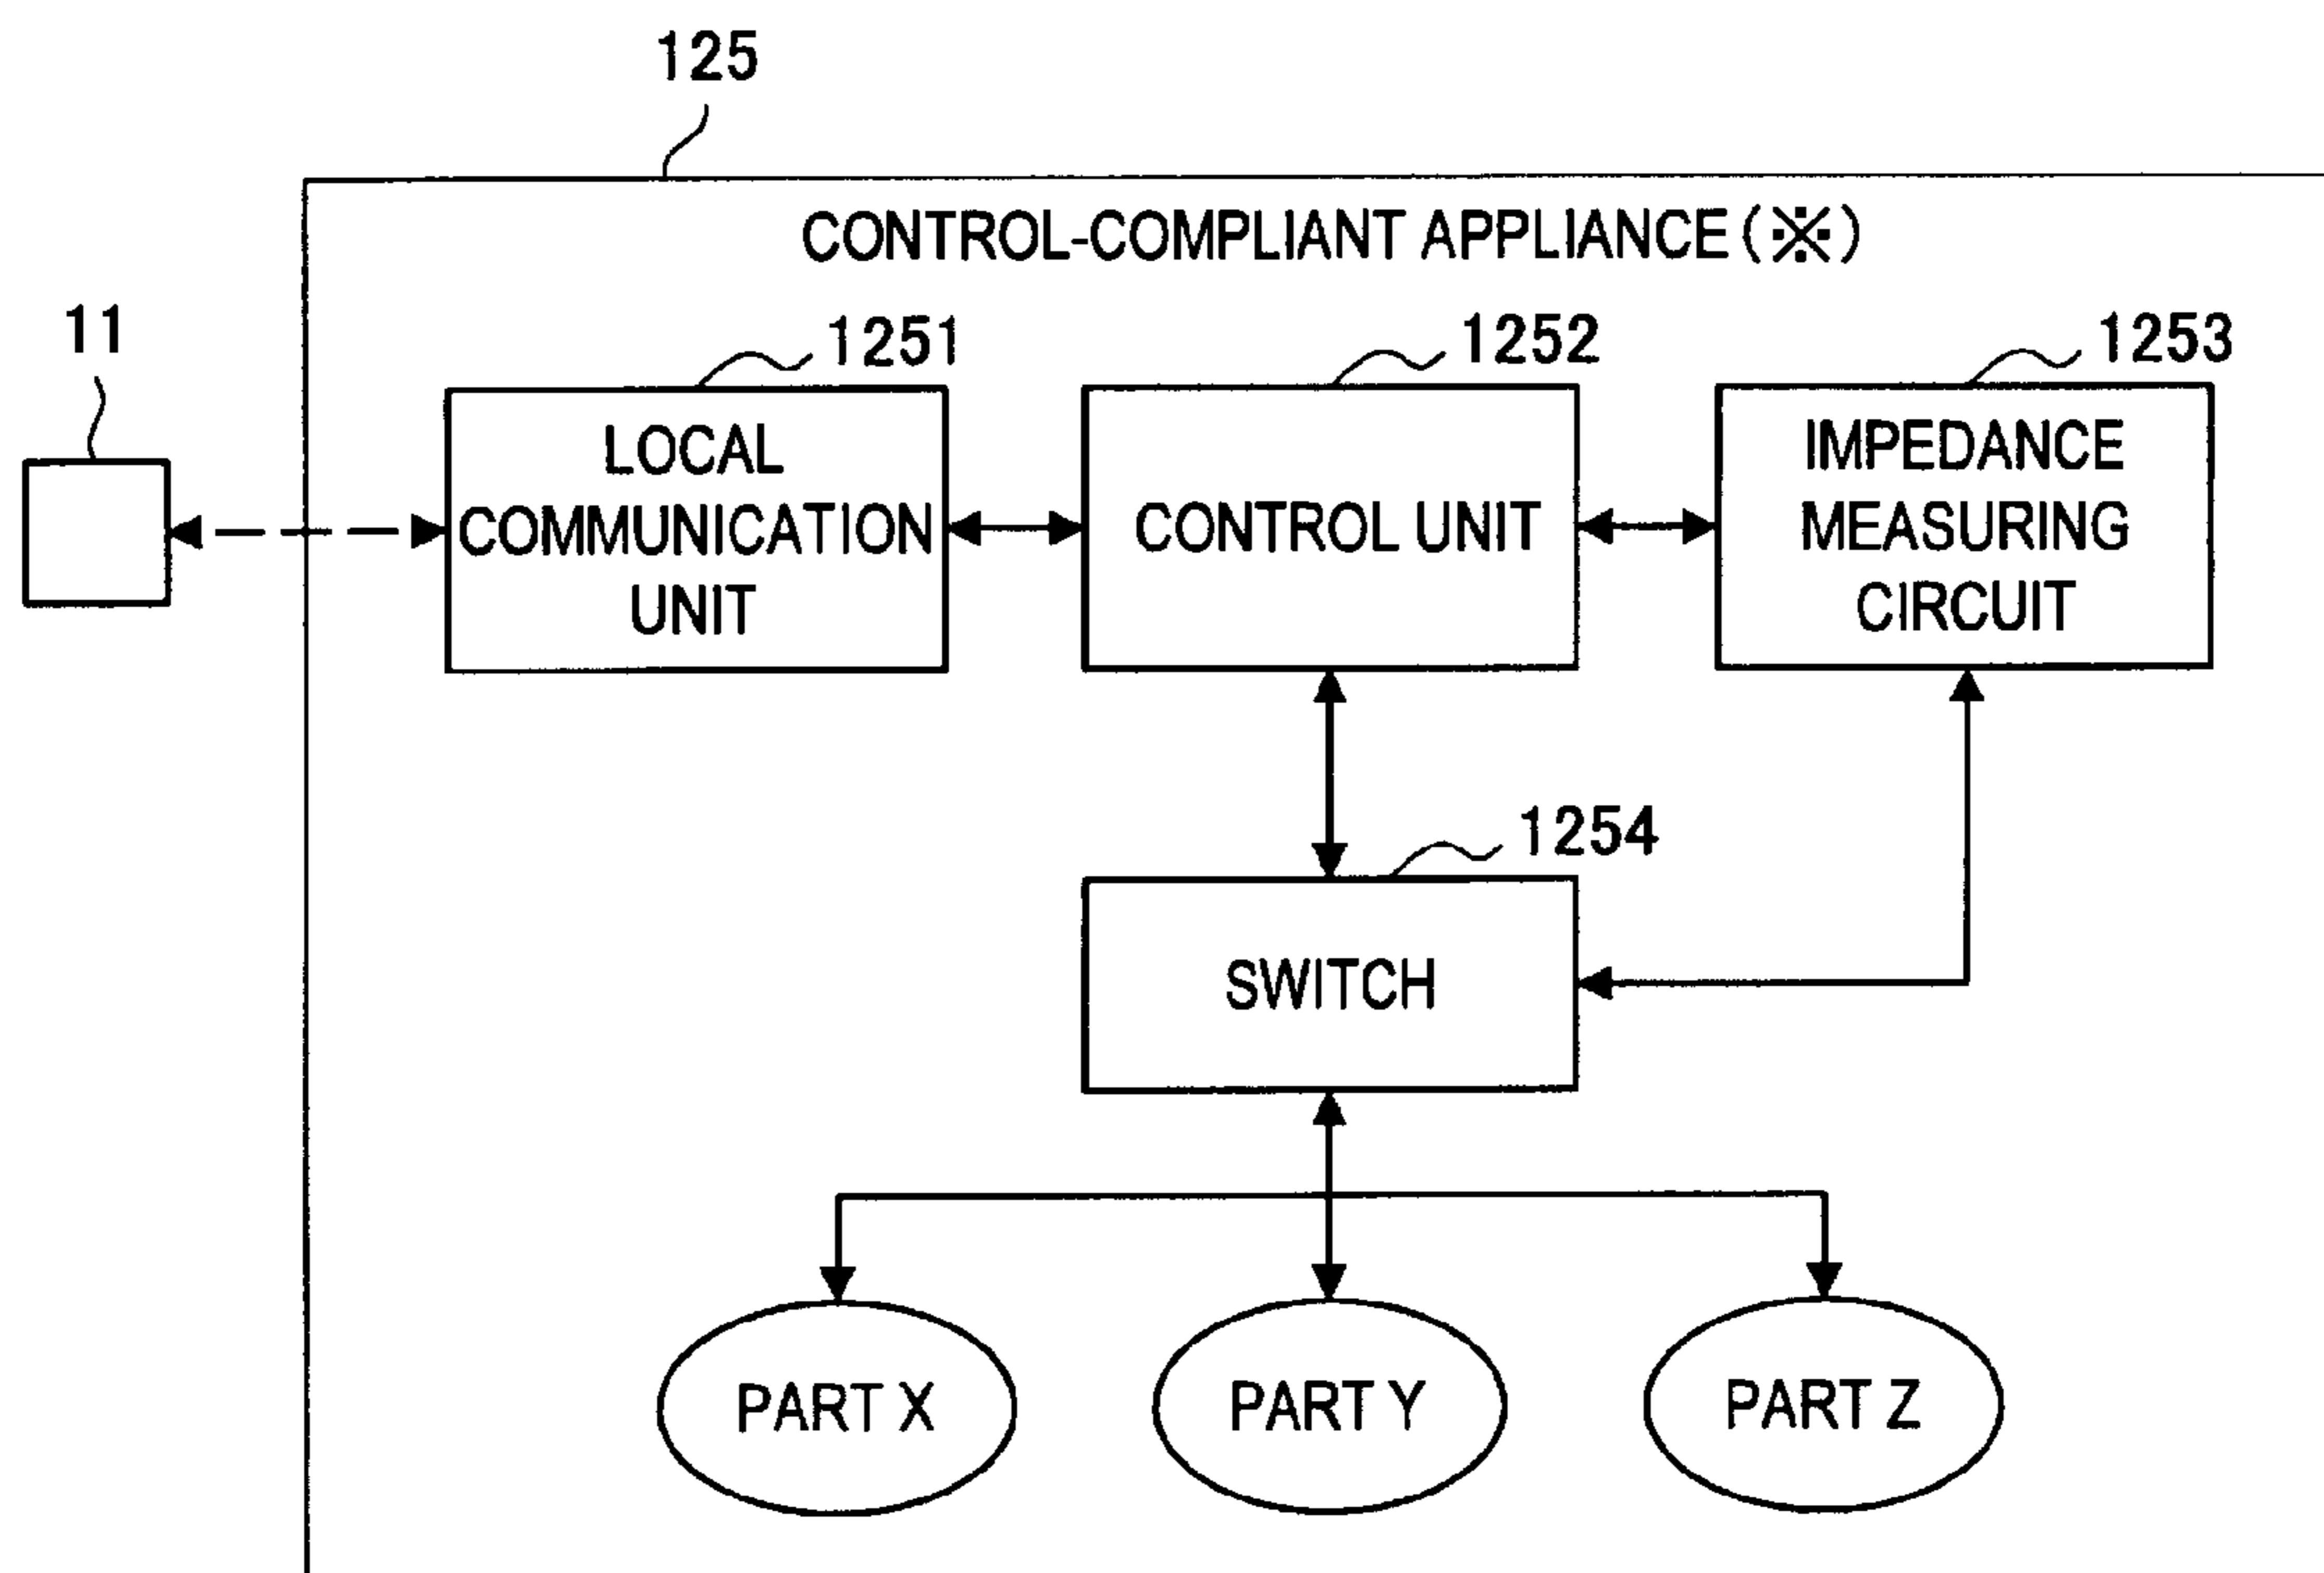 125
CONTROL-COMPLIANT APPLIANCE(※)
11
1251
1252
1253
LOCAL
COMMUNICATION
UNIT
CONTROL UNIT
IMPEDANCE
MEASURING
CIRCUIT
1254
SWITCH
PART X
PART Y
PART Z